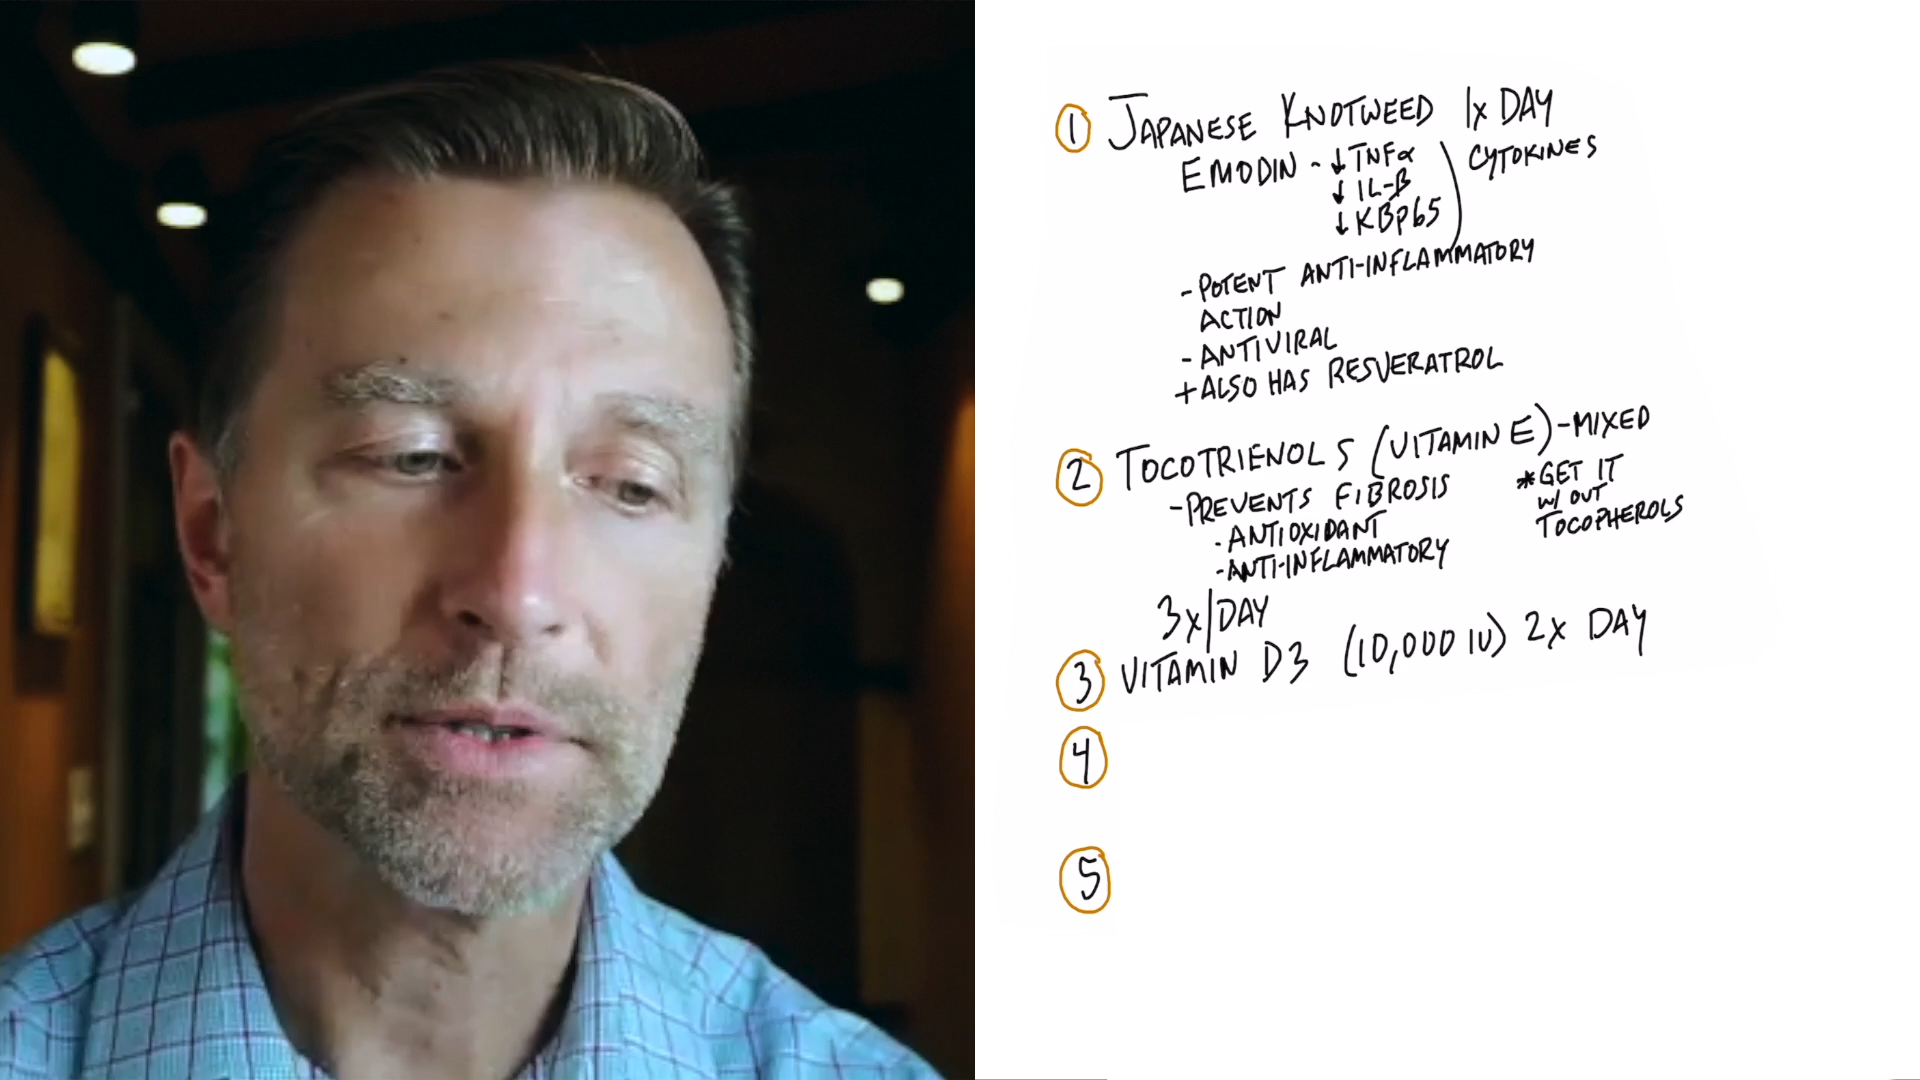 1 JAPANESE KNOTWEED 1x DAY
EMODIN - ↓ TNFα CYTOKINES
↓ IL-β
↓ KBp65
- POTENT ANTI-INFLAMMATORY
ACTION
- ANTIVIRAL
+ ALSO HAS RESVERATROL
2 TOCOTRIENOLS (VITAMIN E) - MIXED
- PREVENTS FIBROSIS
- ANTIOXIDANT
- ANTI-INFLAMMATORY
* GET IT
W/OUT
TOCOPHEROLS
3x/DAY
3 VITAMIN D3 (10,000 IU) 2x DAY
4
5